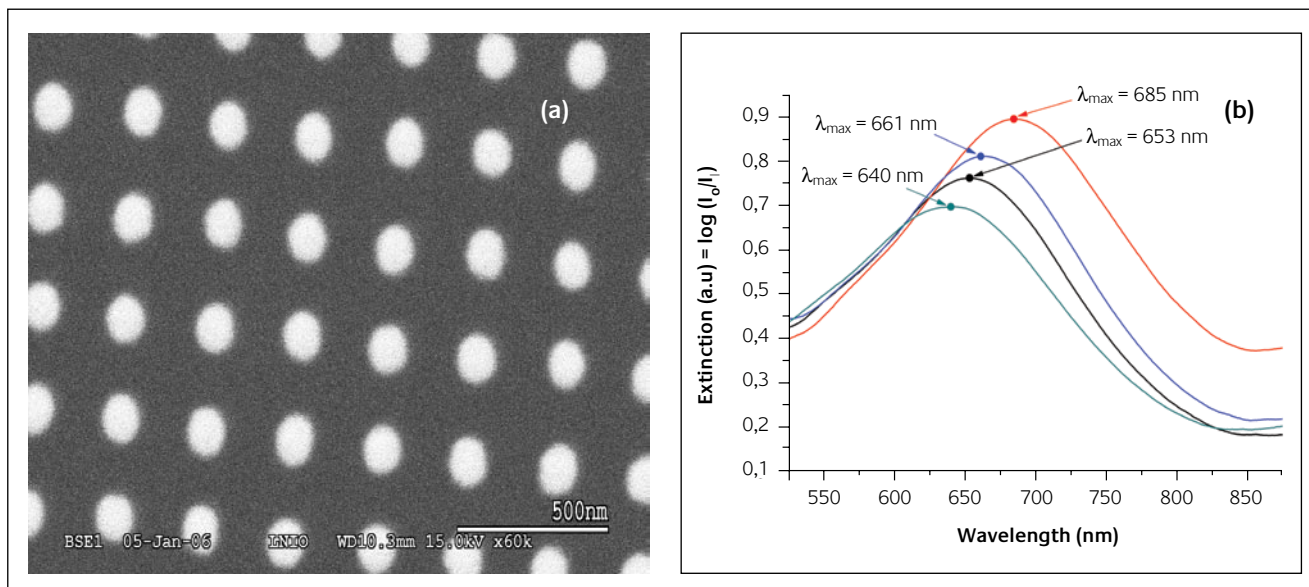 (a)
500nm
BSE1 05-Jan-06 LNIO WD10.3mm 15.0kV x60k
(b)
λmax = 685 nm
λmax = 661 nm
λmax = 653 nm
λmax = 640 nm
Extinction (a.u) = log (Io/I)
0,9
0,8
0,7
0,6
0,5
0,4
0,3
0,2
0,1
550 600 650 700 750 800 850
Wavelength (nm)